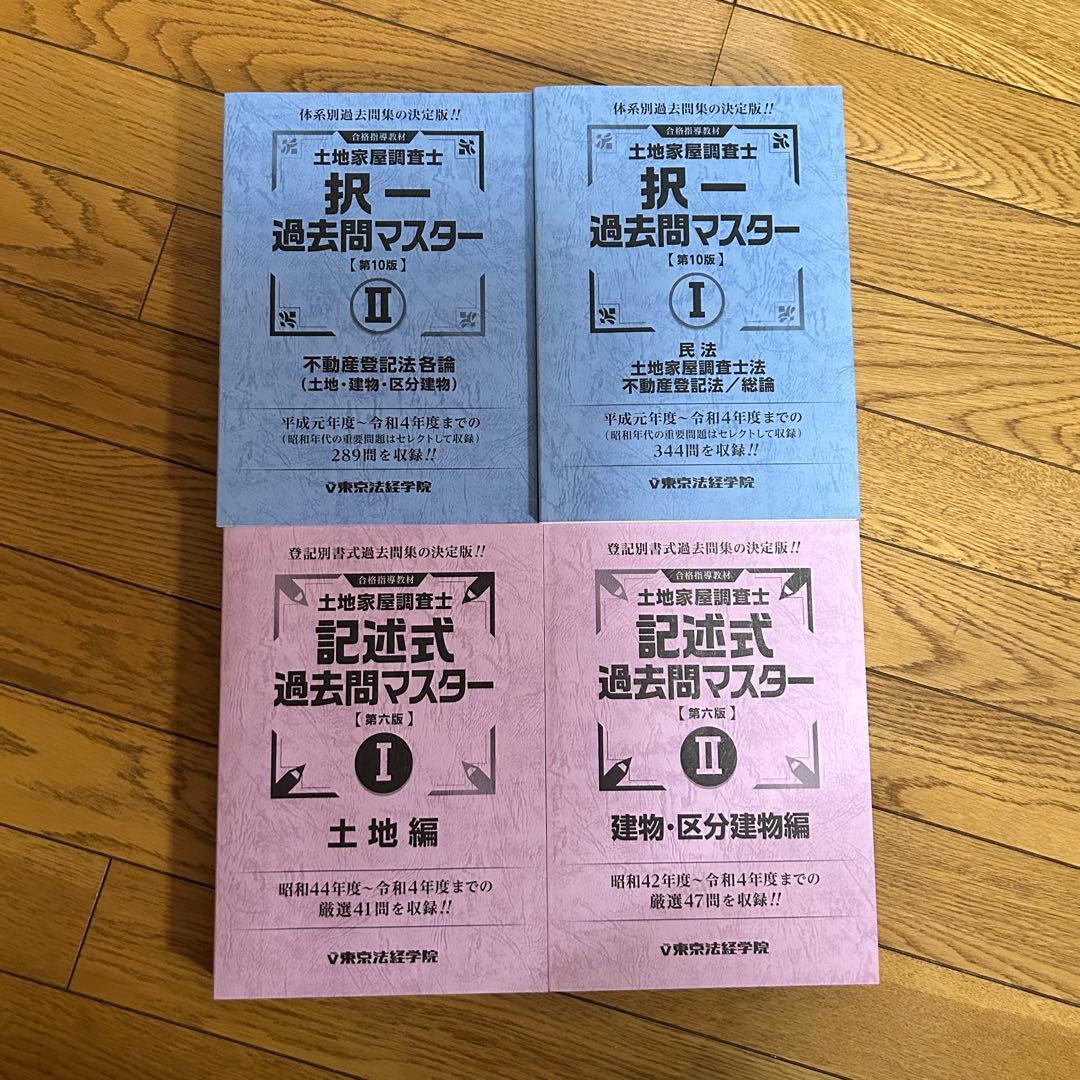 体系別過去問集の決定版!!
合格指導教材
土地家屋調査士
択一
過去問マスター
【第10版】
II
不動産登記法各論
(土地・建物・区分建物)
平成元年度~令和4年度までの
(昭和年代の重要問題はセレクトして収録)
289問を収録!!
東京法経学院
体系別過去問集の決定版!!
合格指導教材
土地家屋調査士
択一
過去問マスター
【第10版】
I
民法
土地家屋調査士法
不動産登記法/総論
平成元年度~令和4年度までの
(昭和年代の重要問題はセレクトして収録)
344問を収録!!
東京法経学院
登記別書式過去問集の決定版!!
合格指導教材
土地家屋調査士
記述式
過去問マスター
【第六版】
I
土地編
昭和44年度~令和4年度までの
厳選41問を収録!!
東京法経学院
登記別書式過去問集の決定版!!
合格指導教材
土地家屋調査士
記述式
過去問マスター
【第六版】
II
建物・区分建物編
昭和42年度~令和4年度までの
厳選47問を収録!!
東京法経学院